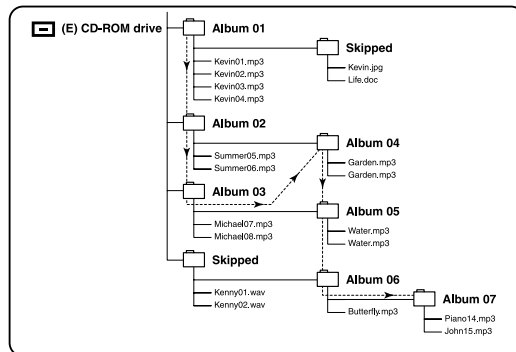 (E) CD-ROM drive
Album 01
Skipped
Kevin01.mp3
Kevin.jpg
Kevin02.mp3
Life.doc
Kevin03.mp3
Kevin04.mp3
Album 02
Album 04
Summer05.mp3
Garden.mp3
Summer06.mp3
Garden.mp3
Album 03
Album 05
Michael07.mp3
Water.mp3
Michael08.mp3
Water.mp3
Skipped
Album 06
Kenny01.wav
Album 07
Kenny02.wav
Butterfly.mp3
Piano14.mp3
John15.mp3